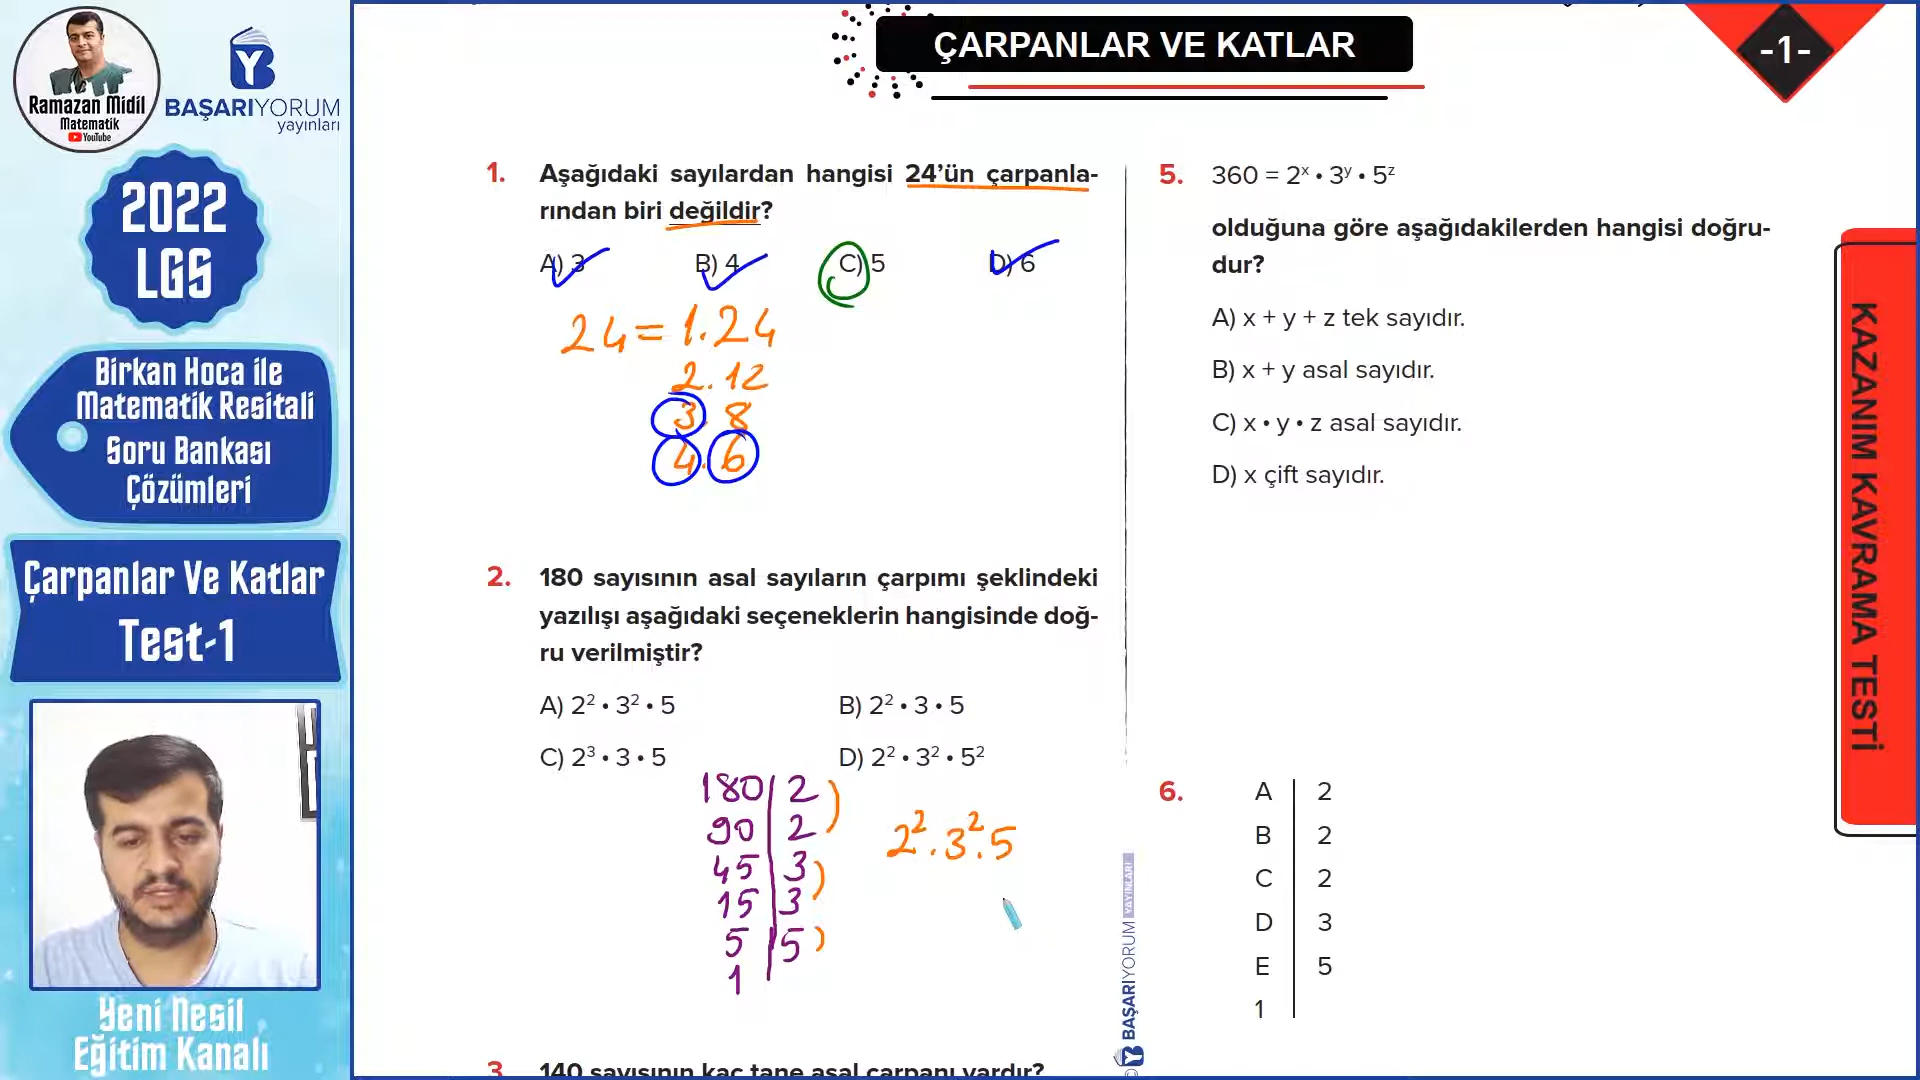 Ramazan Midil
Matematik
YouTube
BAŞARIYORUM
yayınları
2022
LGS
Birkan Hoca ile
Matematik Resitali
Soru Bankası
Çözümleri
Çarpanlar Ve Katlar
Test-1
Yeni Nesil
Eğitim Kanalı
ÇARPANLAR VE KATLAR
-1-
1. Aşağıdaki sayılardan hangisi 24’ün çarpanla-
rından biri değildir?
A) 3 B) 4 C) 5 D) 6
24 = 1.24
2.12
3.8
4.6
2. 180 sayısının asal sayıların çarpımı şeklindeki
yazılışı aşağıdaki seçeneklerin hangisinde doğ-
ru verilmiştir?
A) 2² • 3² • 5 B) 2² • 3 • 5
C) 2³ • 3 • 5 D) 2² • 3² • 5²
180 | 2
90 | 2
45 | 3
15 | 3
5 | 5
1
2².3².5
3. 140 sayısının kaç tane asal çarpanı vardır?
BAŞARIYORUM YAYINLARI
5. 360 = 2ˣ • 3ʸ • 5ᶻ
olduğuna göre aşağıdakilerden hangisi doğru-
dur?
A) x + y + z tek sayıdır.
B) x + y asal sayıdır.
C) x • y • z asal sayıdır.
D) x çift sayıdır.
6. A | 2
B | 2
C | 2
D | 3
E | 5
1
KAZANIM KAVRAMA TESTİ